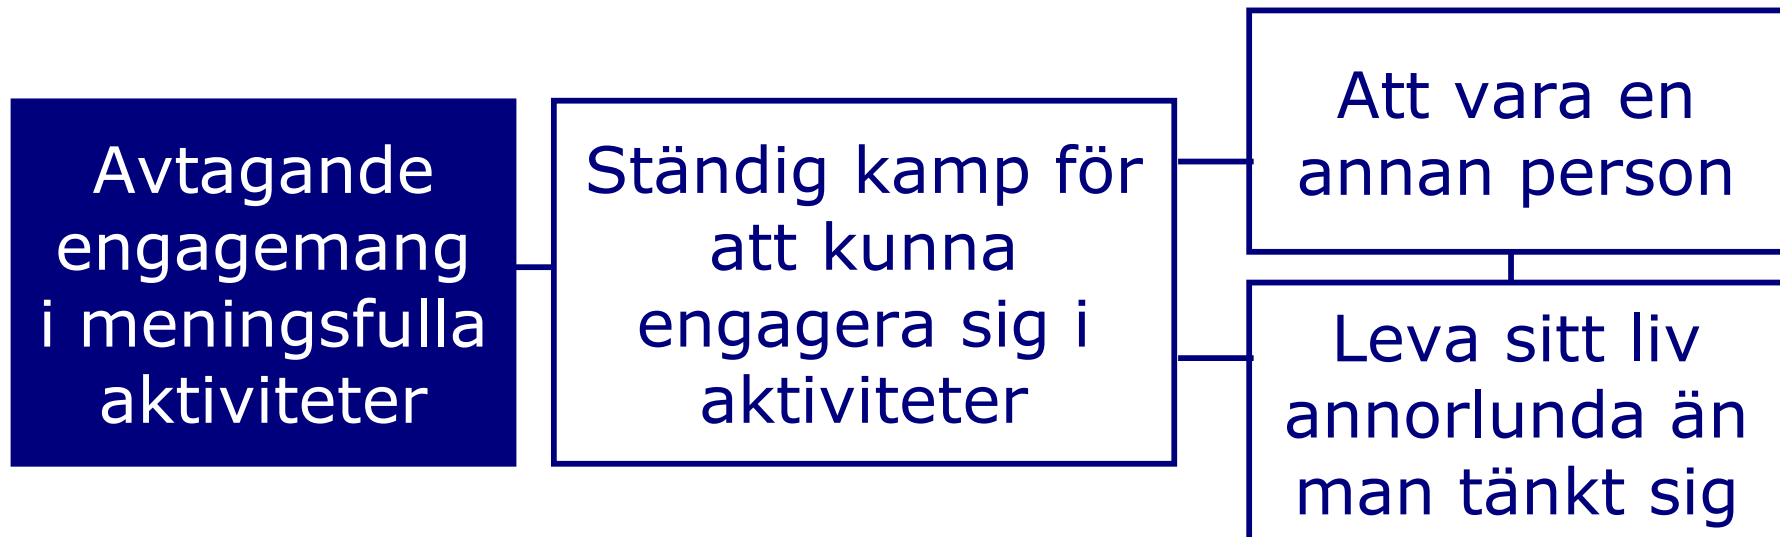 Avtagande
engagemang
i meningsfulla
aktiviteter
Ständig kamp för
att kunna
engagera sig i
aktiviteter
Att vara en
annan person
Leva sitt liv
annorlunda än
man tänkt sig